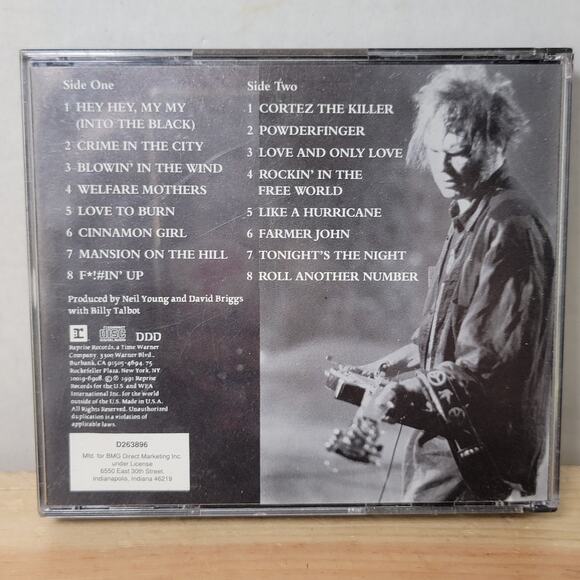 Side One
1 HEY HEY, MY MY
(INTO THE BLACK)
2 CRIME IN THE CITY
3 BLOWIN' IN THE WIND
4 WELFARE MOTHERS
5 LOVE TO BURN
6 CINNAMON GIRL
7 MANSION ON THE HILL
8 F*!#IN' UP
Side Two
1 CORTEZ THE KILLER
2 POWDERFINGER
3 LOVE AND ONLY LOVE
4 ROCKIN' IN THE
FREE WORLD
5 LIKE A HURRICANE
6 FARMER JOHN
7 TONIGHT'S THE NIGHT
8 ROLL ANOTHER NUMBER
Produced by Neil Young and David Briggs
with Billy Talbot
r COMPACT disc DIGITAL AUDIO DDD
Reprise Records, a Time Warner
Company. 3300 Warner Blvd.,
Burbank, CA 91505-4694. 75
Rockefeller Plaza, New York, NY
10019-6908. © ℗ 1991 Reprise
Records for the U.S. and WEA
International Inc. for the world
outside of the U.S. Made in U.S.A.
All Rights Reserved. Unauthorized
duplication is a violation of
applicable laws.
D263896
Mfd. for BMG Direct Marketing Inc.
under License
6550 East 30th Street.
Indianapolis, Indiana 46219